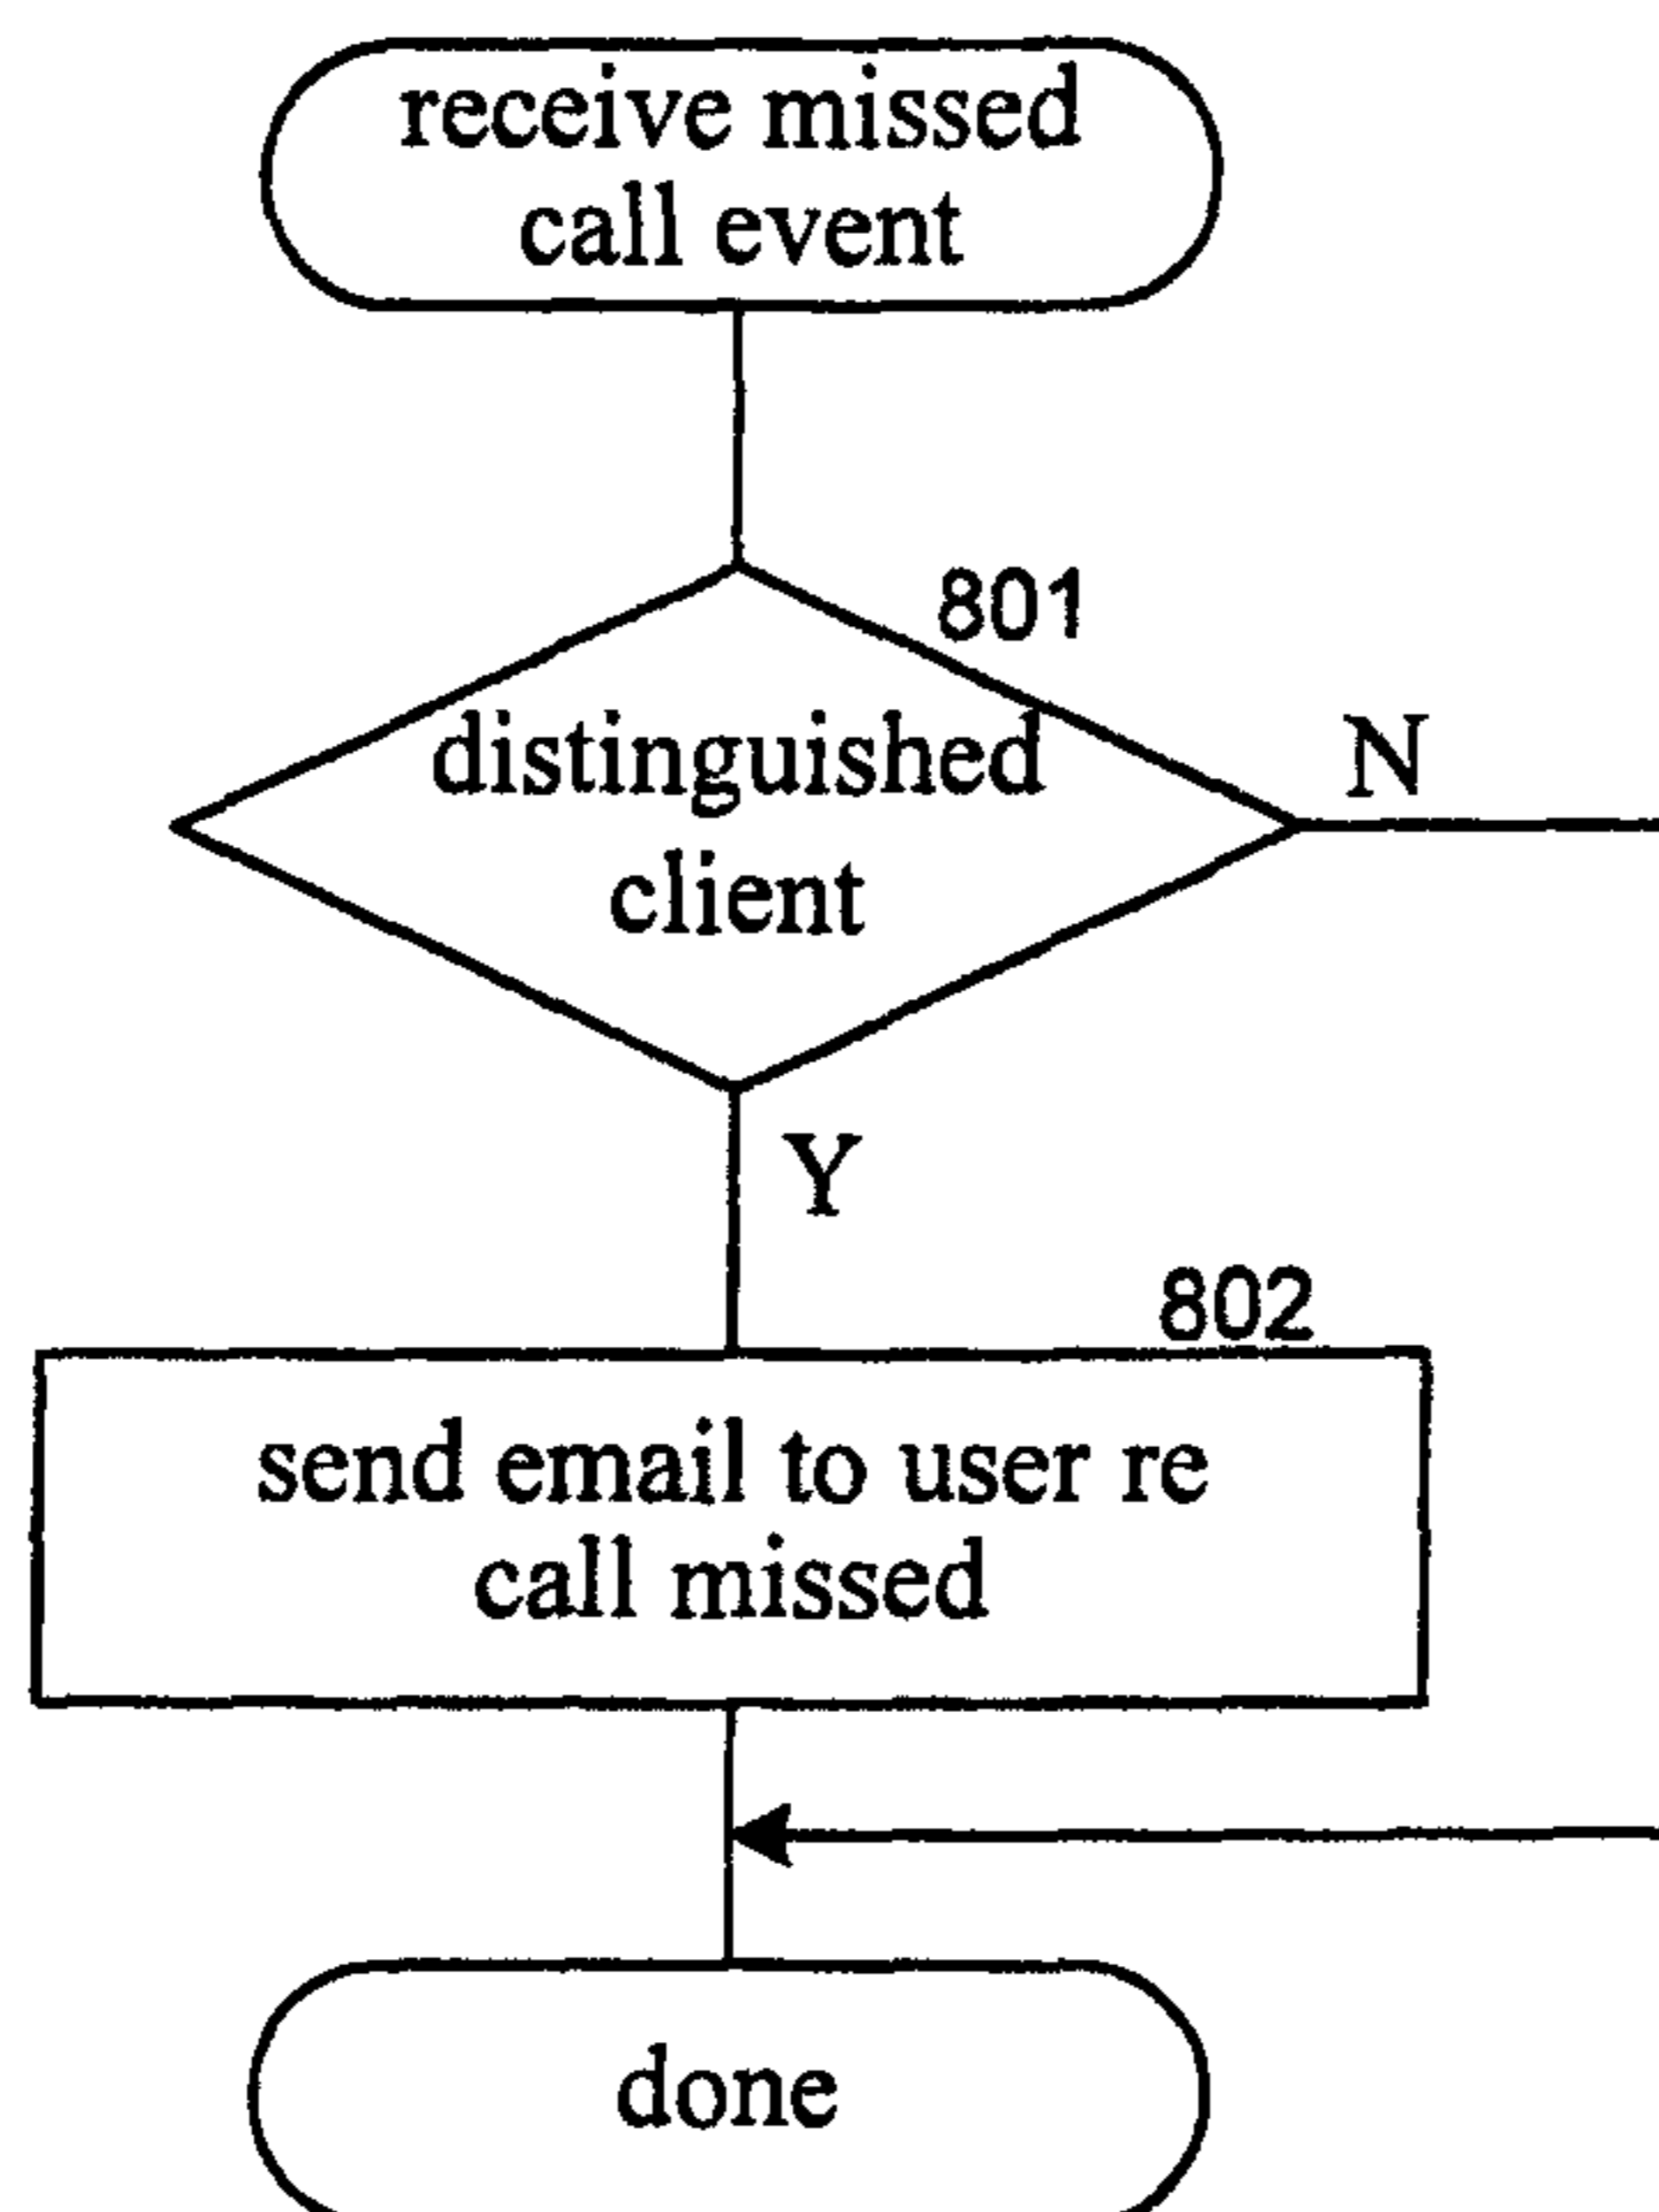 receive missed
call event
801
distinguished
client
N
Y
802
send email to user re
call missed
done